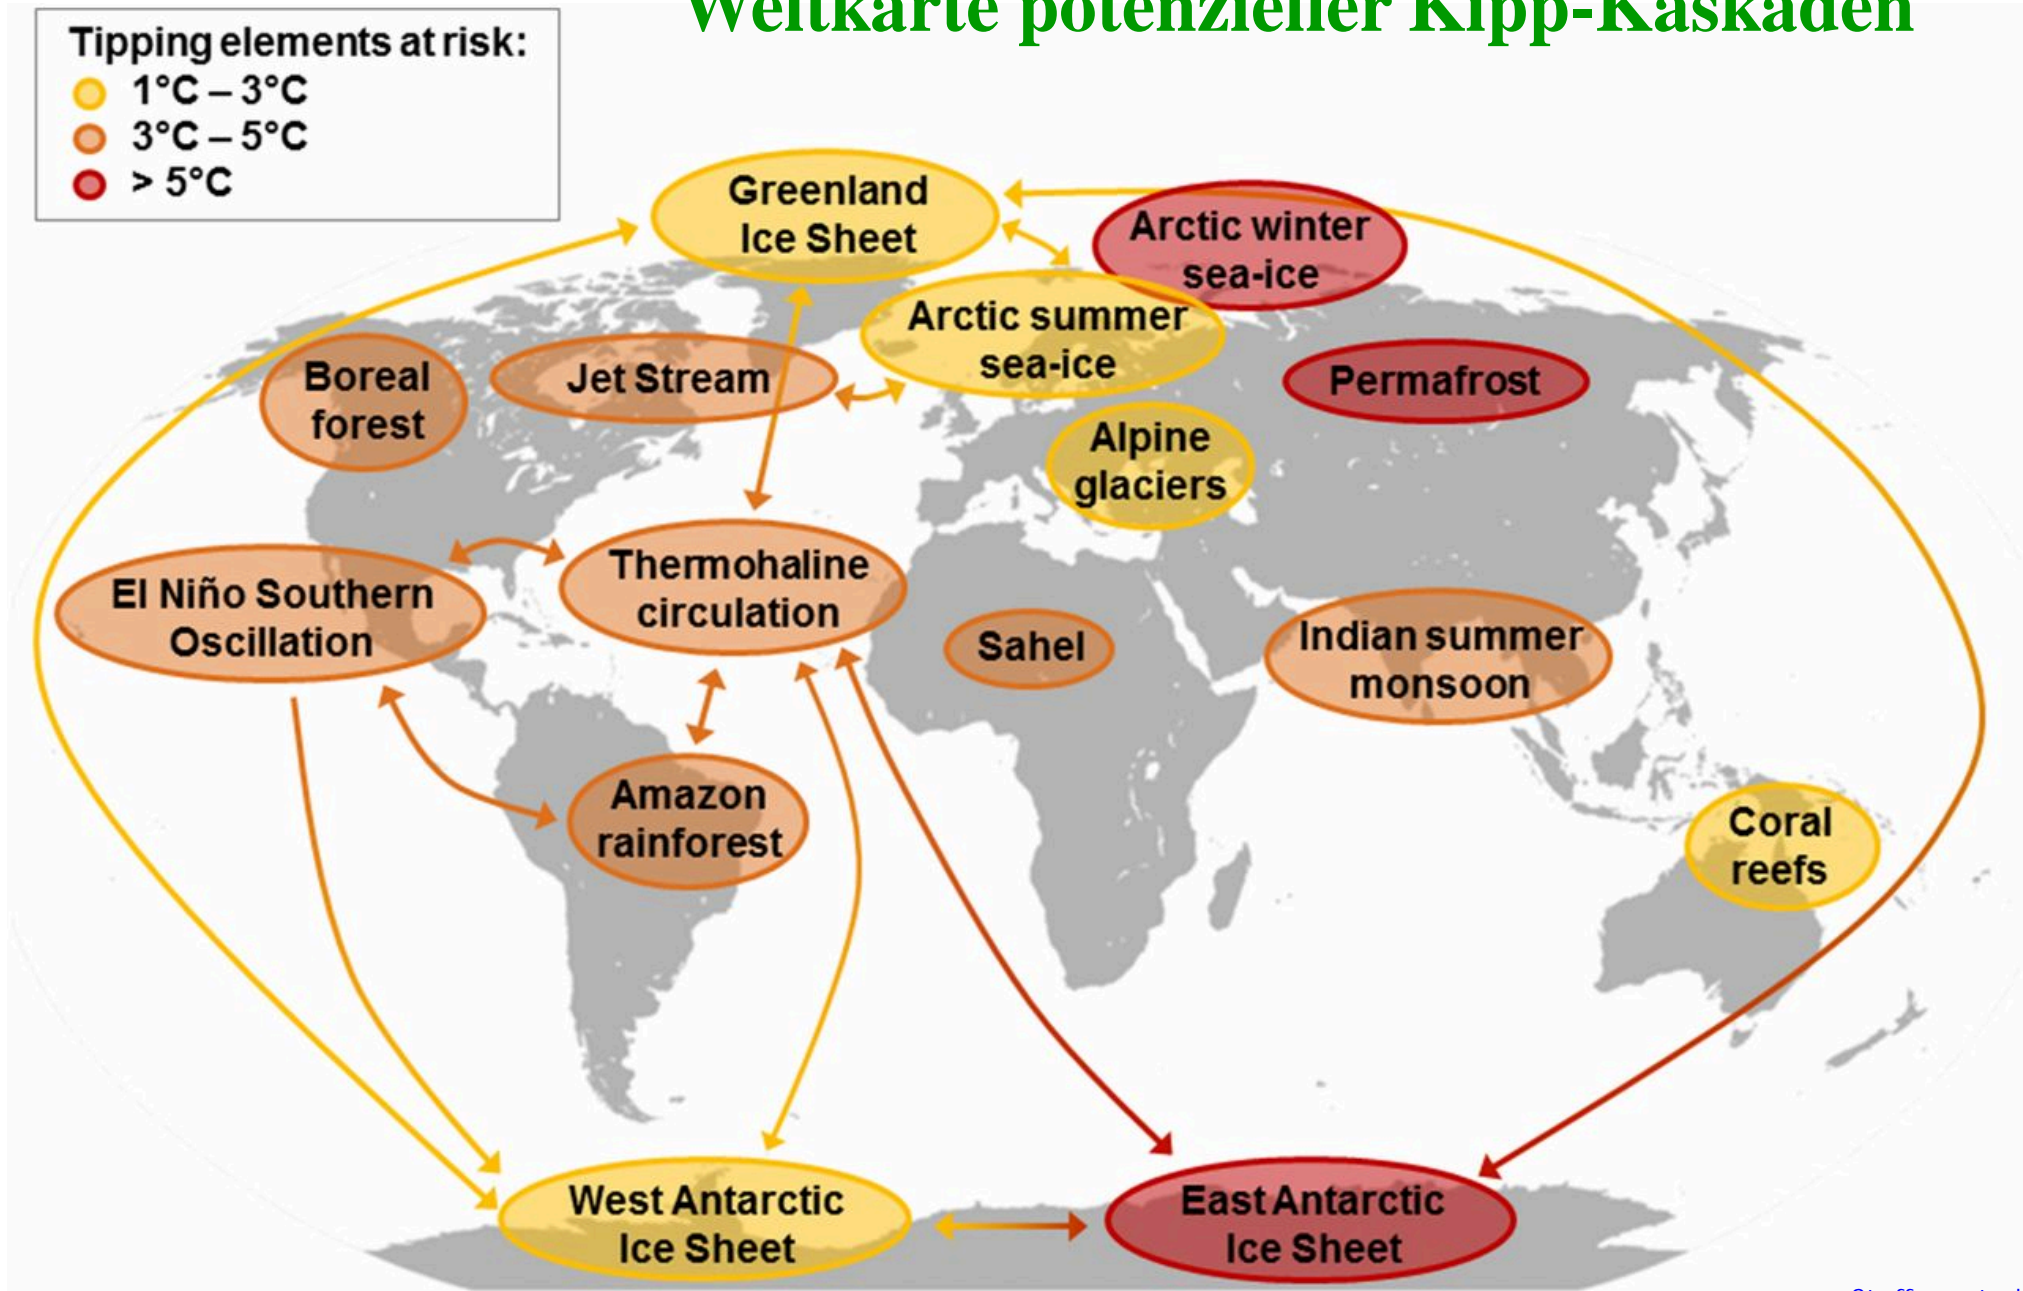 Weltkarte potenzieller Kipp-Kaskaden
Tipping elements at risk:
1°C – 3°C
3°C – 5°C
> 5°C
Greenland
Ice Sheet
Arctic winter
sea-ice
Arctic summer
sea-ice
Boreal
forest
Jet Stream
Permafrost
Alpine
glaciers
El Niño Southern
Oscillation
Thermohaline
circulation
Sahel
Indian summer
monsoon
Amazon
rainforest
Coral
reefs
West Antarctic
Ice Sheet
East Antarctic
Ice Sheet